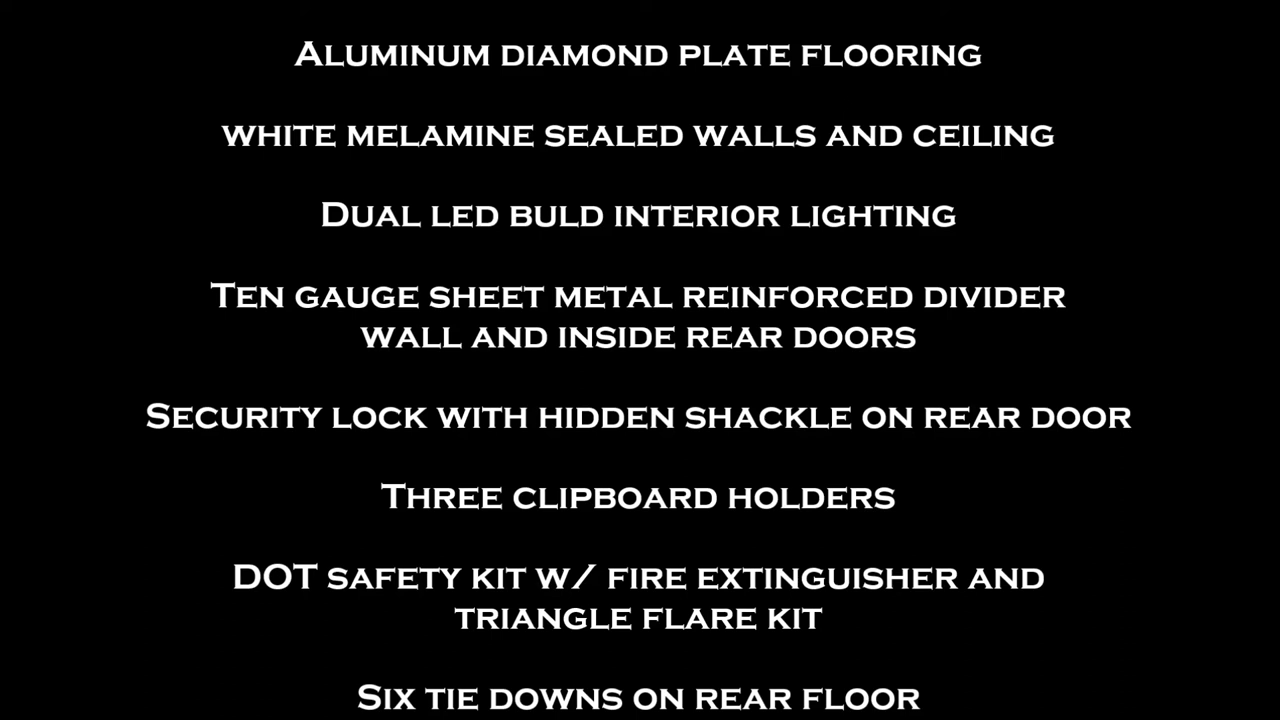 Aluminum diamond plate flooring
white melamine sealed walls and ceiling
Dual led buld interior lighting
Ten gauge sheet metal reinforced divider
wall and inside rear doors
Security lock with hidden shackle on rear door
Three clipboard holders
DOT safety kit w/ fire extinguisher and
triangle flare kit
Six tie downs on rear floor